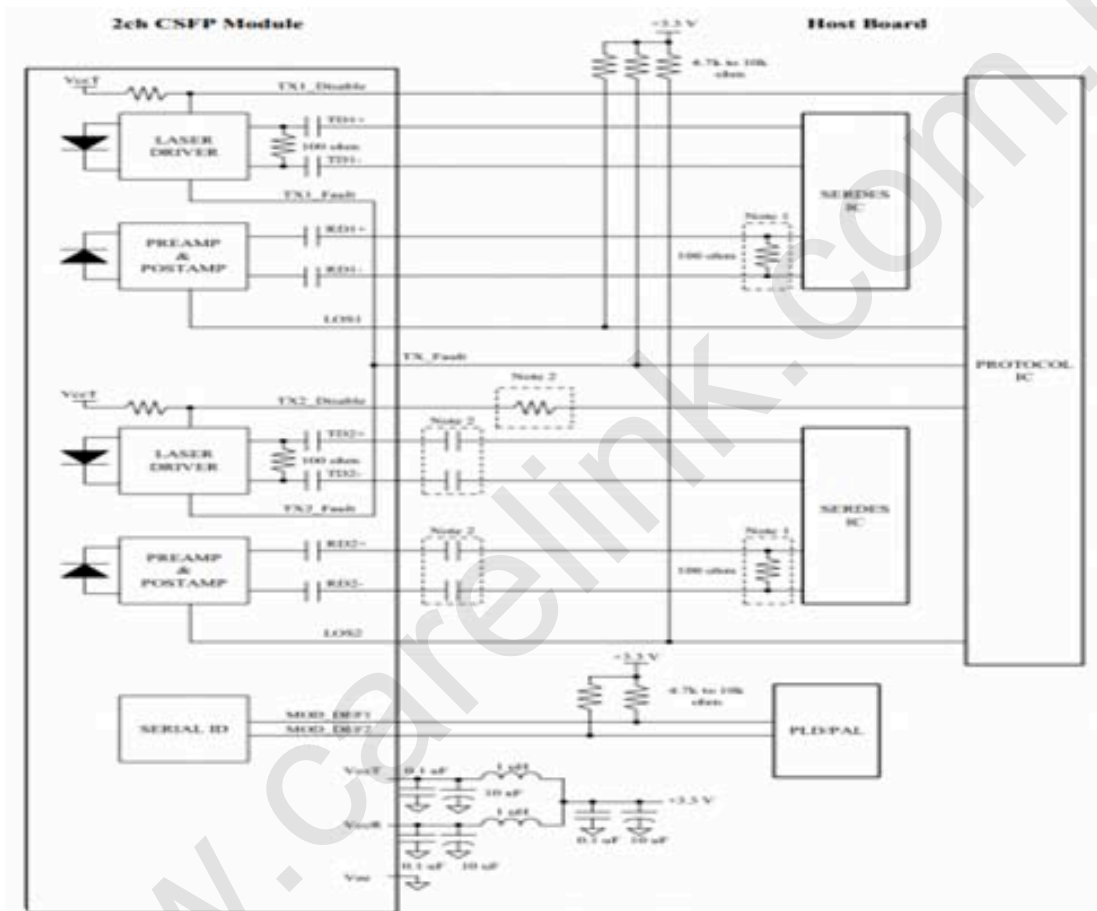 2ch CSFP Module
Host Board
+3.3 V
4.7k to 10k
ohm
VccT
TX1_Disable
LASER
DRIVER
TD1+
100 ohm
TD1-
TX1_Fault
SERDES
IC
PREAMP
&
POSTAMP
RD1+
RD1-
Note 1
100 ohm
LOS1
TX_Fault
PROTOCOL
IC
VccT
TX2_Disable
Note 2
LASER
DRIVER
TD2+
100 ohm
TD2-
Note 2
TX2_Fault
SERDES
IC
PREAMP
&
POSTAMP
RD2+
RD2-
Note 2
Note 1
100 ohm
LOS2
+3.3 V
4.7k to 10k
ohm
SERIAL ID
MOD_DEF1
MOD_DEF2
PLD/PAL
VccT
0.1 uF
10 uF
1 uH
+3.3 V
1 uH
VccR
0.1 uF
10 uF
0.1 uF
10 uF
www.carelink.com.